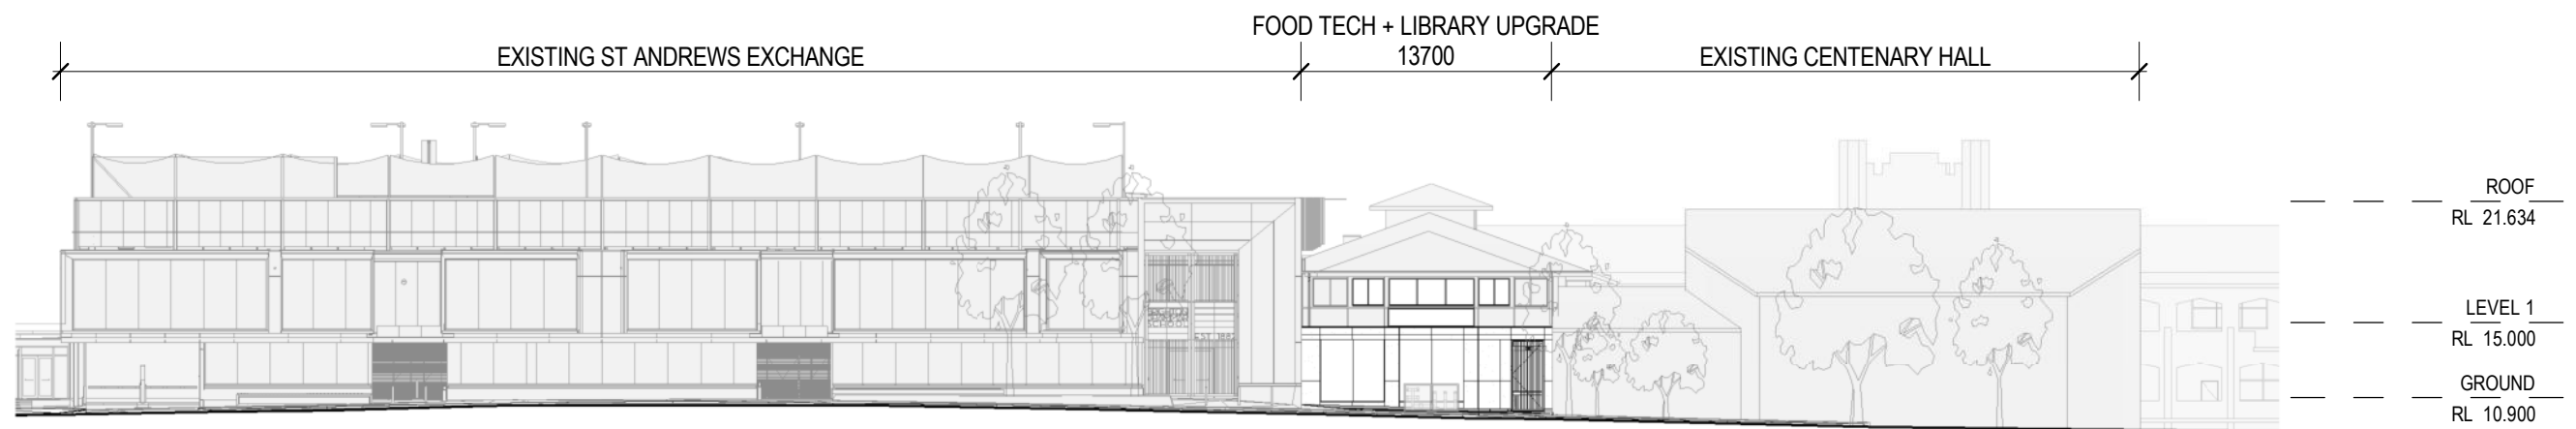 FOOD TECH + LIBRARY UPGRADE
EXISTING ST ANDREWS EXCHANGE
13700
EXISTING CENTENARY HALL
ROOF
RL 21.634
LEVEL 1
RL 15.000
GROUND
RL 10.900